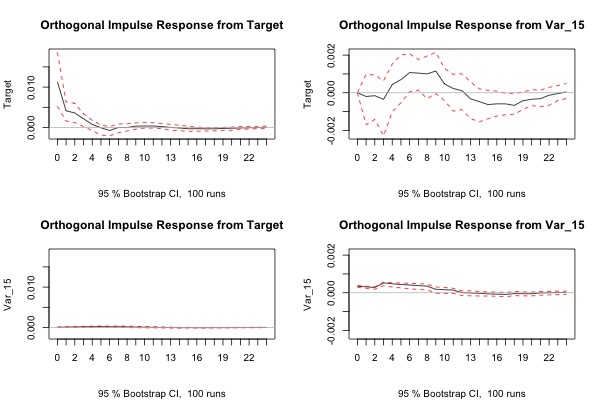 Orthogonal Impulse Response from Target
Target
0.000 0.010
0 2 4 6 8 10 13 16 19 22
95 % Bootstrap CI, 100 runs
Orthogonal Impulse Response from Var_15
Target
-0.002 0.000 0.002
0 2 4 6 8 10 13 16 19 22
95 % Bootstrap CI, 100 runs
Orthogonal Impulse Response from Target
Var_15
0.000 0.010
0 2 4 6 8 10 13 16 19 22
95 % Bootstrap CI, 100 runs
Orthogonal Impulse Response from Var_15
Var_15
-0.002 0.000 0.002
0 2 4 6 8 10 13 16 19 22
95 % Bootstrap CI, 100 runs